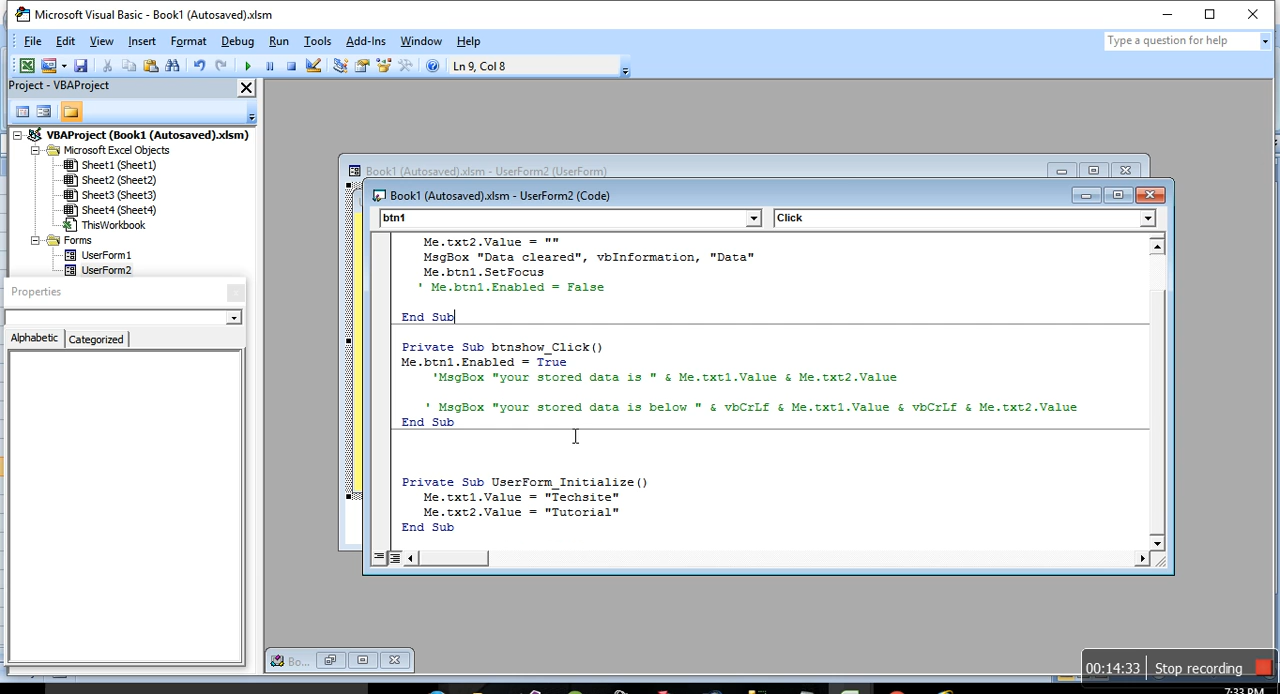 Microsoft Visual Basic - Book1 (Autosaved).xlsm
File Edit View Insert Format Debug Run Tools Add-Ins Window Help
Type a question for help
Ln 9, Col 8
Project - VBAProject
VBAProject (Book1 (Autosaved).xlsm)
Microsoft Excel Objects
Sheet1 (Sheet1)
Sheet2 (Sheet2)
Sheet3 (Sheet3)
Sheet4 (Sheet4)
ThisWorkbook
Forms
UserForm1
UserForm2
Properties
Alphabetic Categorized
Book1 (Autosaved).xlsm - UserForm2 (UserForm)
Book1 (Autosaved).xlsm - UserForm2 (Code)
btn1 Click
Me.txt2.Value = ""
MsgBox "Data cleared", vbInformation, "Data"
Me.btn1.SetFocus
' Me.btn1.Enabled = False
End Sub
Private Sub btnshow_Click()
Me.btn1.Enabled = True
'MsgBox "your stored data is " & Me.txt1.Value & Me.txt2.Value
' MsgBox "your stored data is below " & vbCrLf & Me.txt1.Value & vbCrLf & Me.txt2.Value
End Sub
Private Sub UserForm_Initialize()
Me.txt1.Value = "Techsite"
Me.txt2.Value = "Tutorial"
End Sub
Bo...
00:14:33 Stop recording
7:33 PM